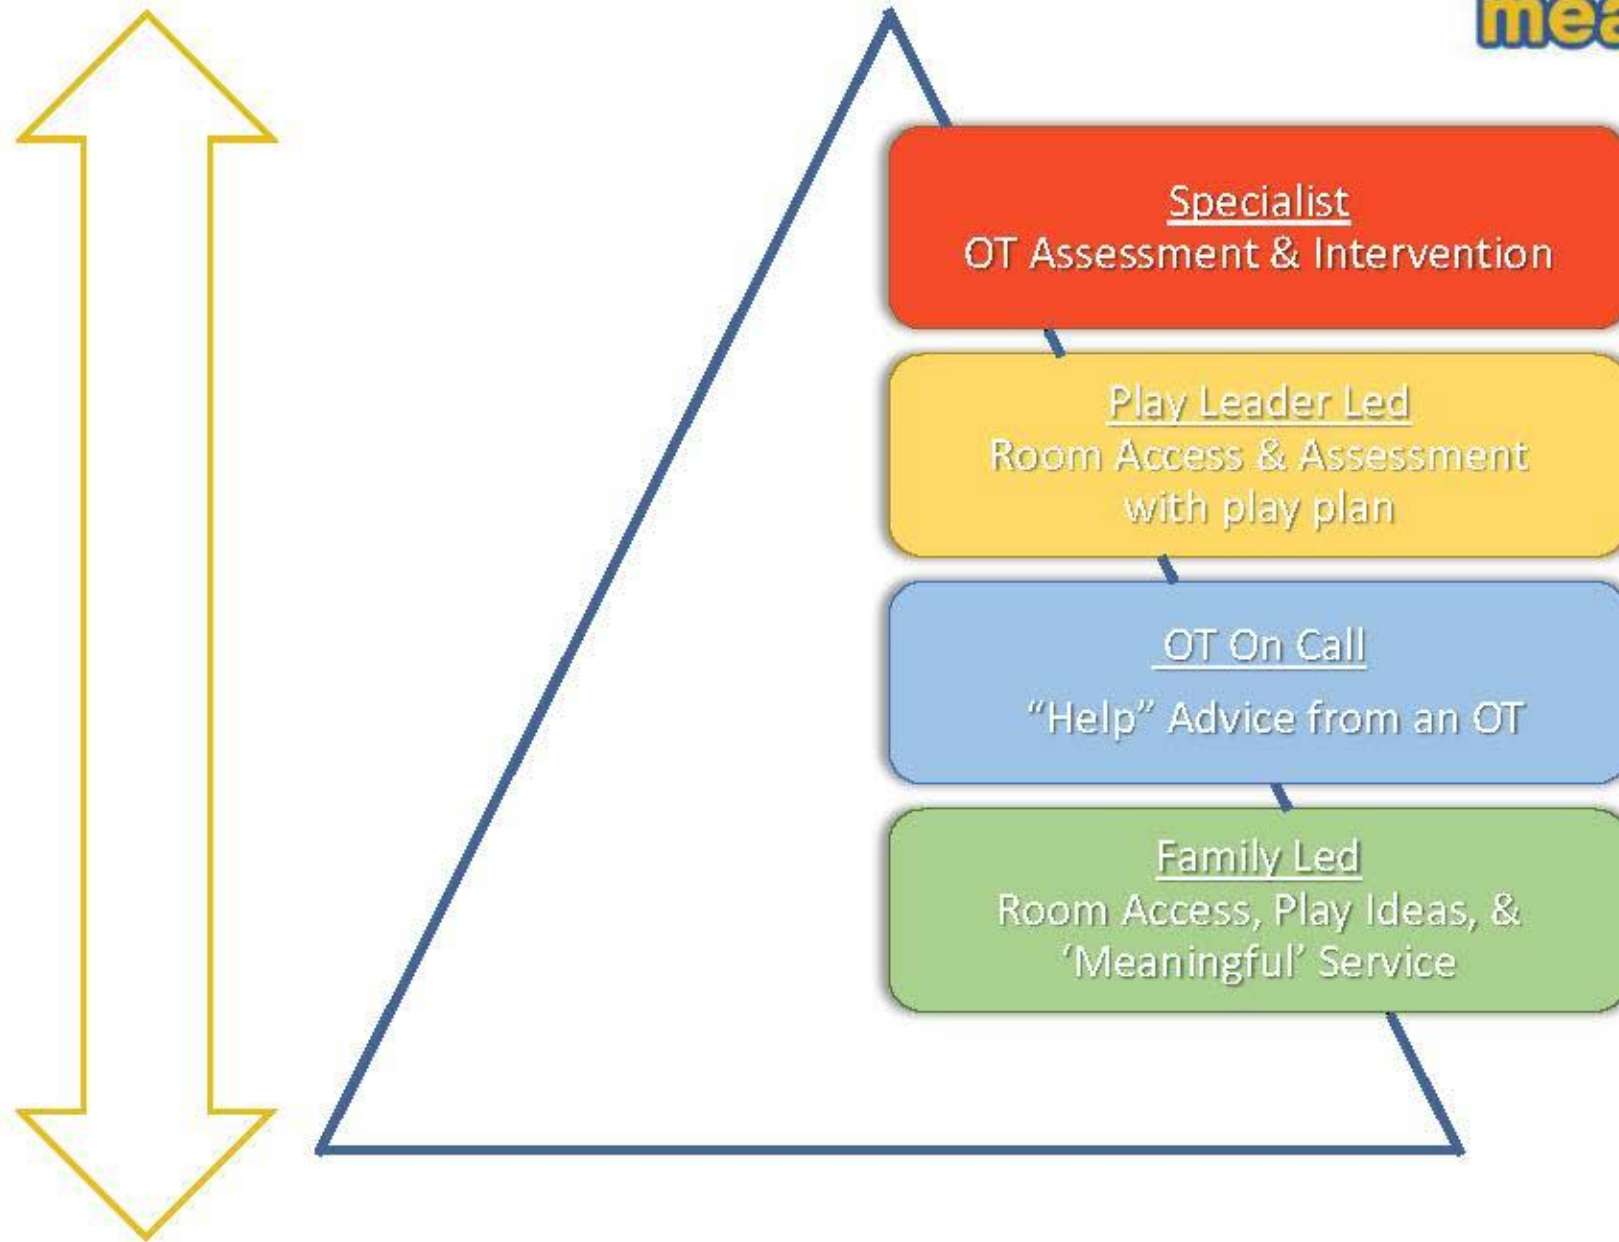 mea
Specialist
OT Assessment & Intervention
Play Leader Led
Room Access & Assessment
with play plan
OT On Call
“Help” Advice from an OT
Family Led
Room Access, Play Ideas, &
‘Meaningful’ Service